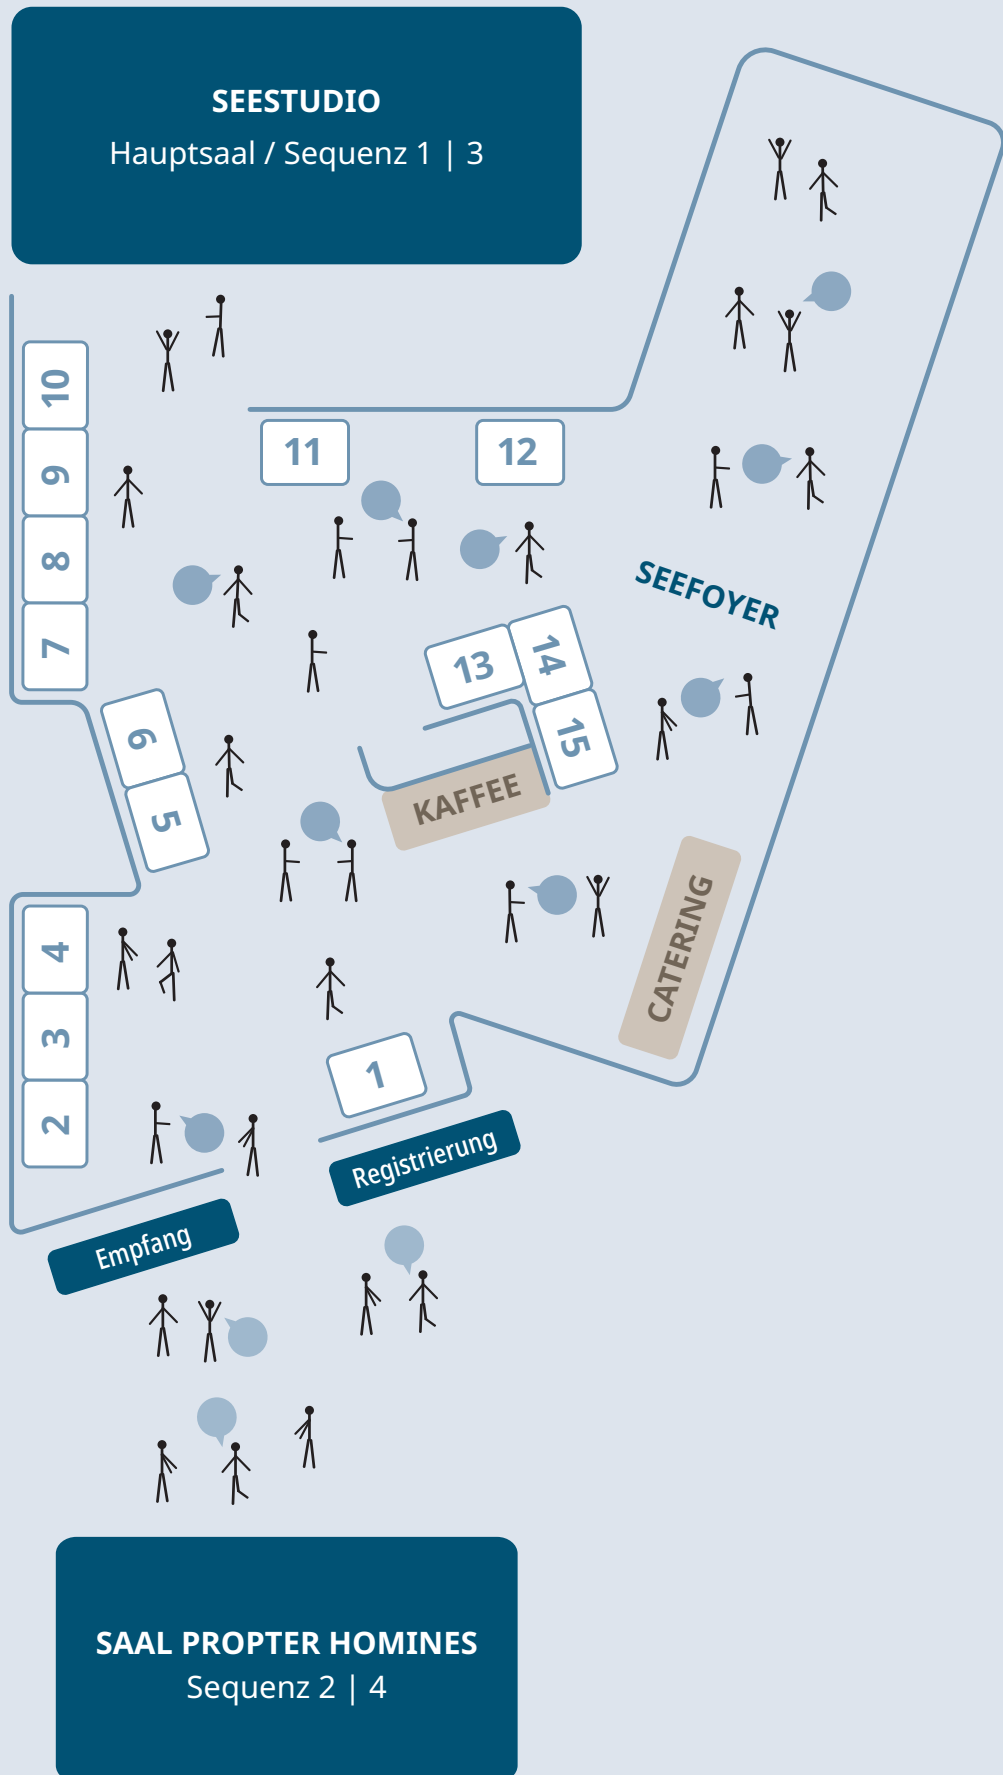 SEESTUDIO
Hauptsaal / Sequenz 1 | 3
10
9
8
7
11
12
SEEFOYER
13
14
15
6
5
KAFFEE
CATERING
4
3
2
1
Registrierung
Empfang
SAAL PROPTER HOMINES
Sequenz 2 | 4